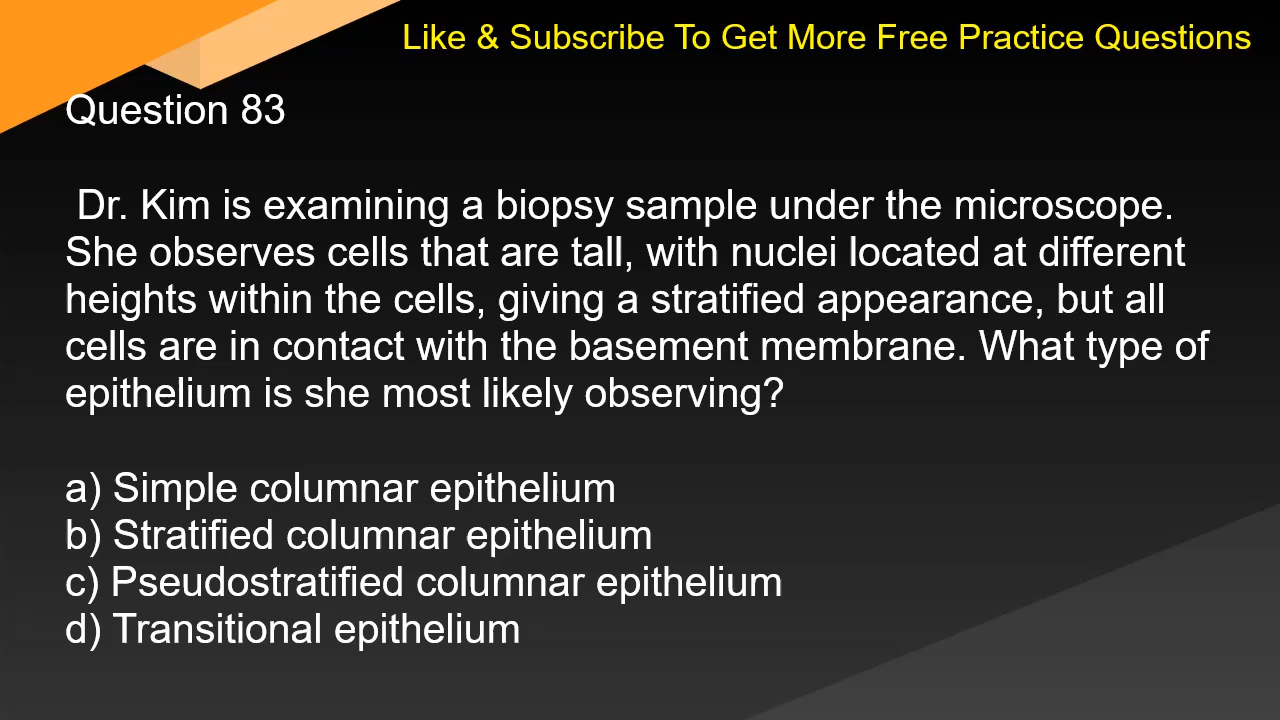 Like & Subscribe To Get More Free Practice Questions
Question 83
Dr. Kim is examining a biopsy sample under the microscope.
She observes cells that are tall, with nuclei located at different
heights within the cells, giving a stratified appearance, but all
cells are in contact with the basement membrane. What type of
epithelium is she most likely observing?
a) Simple columnar epithelium
b) Stratified columnar epithelium
c) Pseudostratified columnar epithelium
d) Transitional epithelium